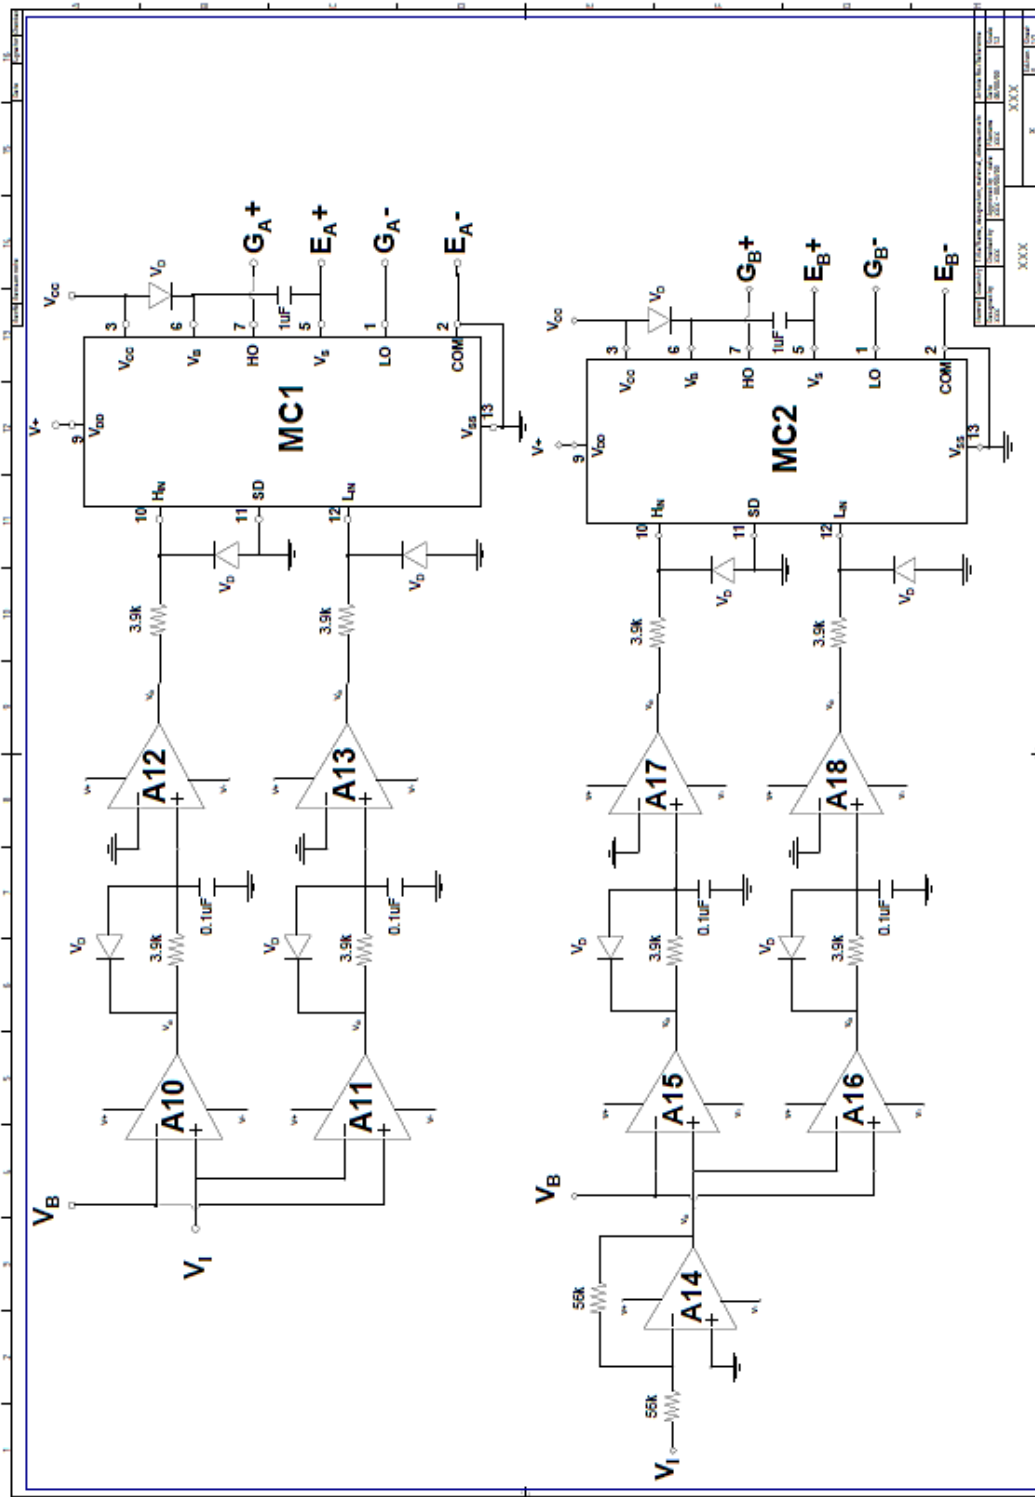 V_CC
V+
9
V_DD
3
V_CC
V_D
6
V_B
7
HO
G_A+
1uF
5
V_S
E_A+
1
LO
G_A-
2
COM
E_A-
V_SS
13
MC1
10
H_IN
11
SD
12
L_IN
V_D
V_D
3.9k
3.9k
A12
A13
V_D
V_D
3.9k
3.9k
0.1uF
0.1uF
A10
A11
V_B
V_I
V_CC
V+
9
V_DD
3
V_CC
V_D
6
V_B
7
HO
G_B+
1uF
5
V_S
E_B+
1
LO
G_B-
2
COM
E_B-
V_SS
13
MC2
10
H_IN
11
SD
12
L_IN
V_D
V_D
3.9k
3.9k
A17
A18
V_D
V_D
3.9k
3.9k
0.1uF
0.1uF
A15
A16
V_B
56k
A14
56k
V_I
XXX
XXX